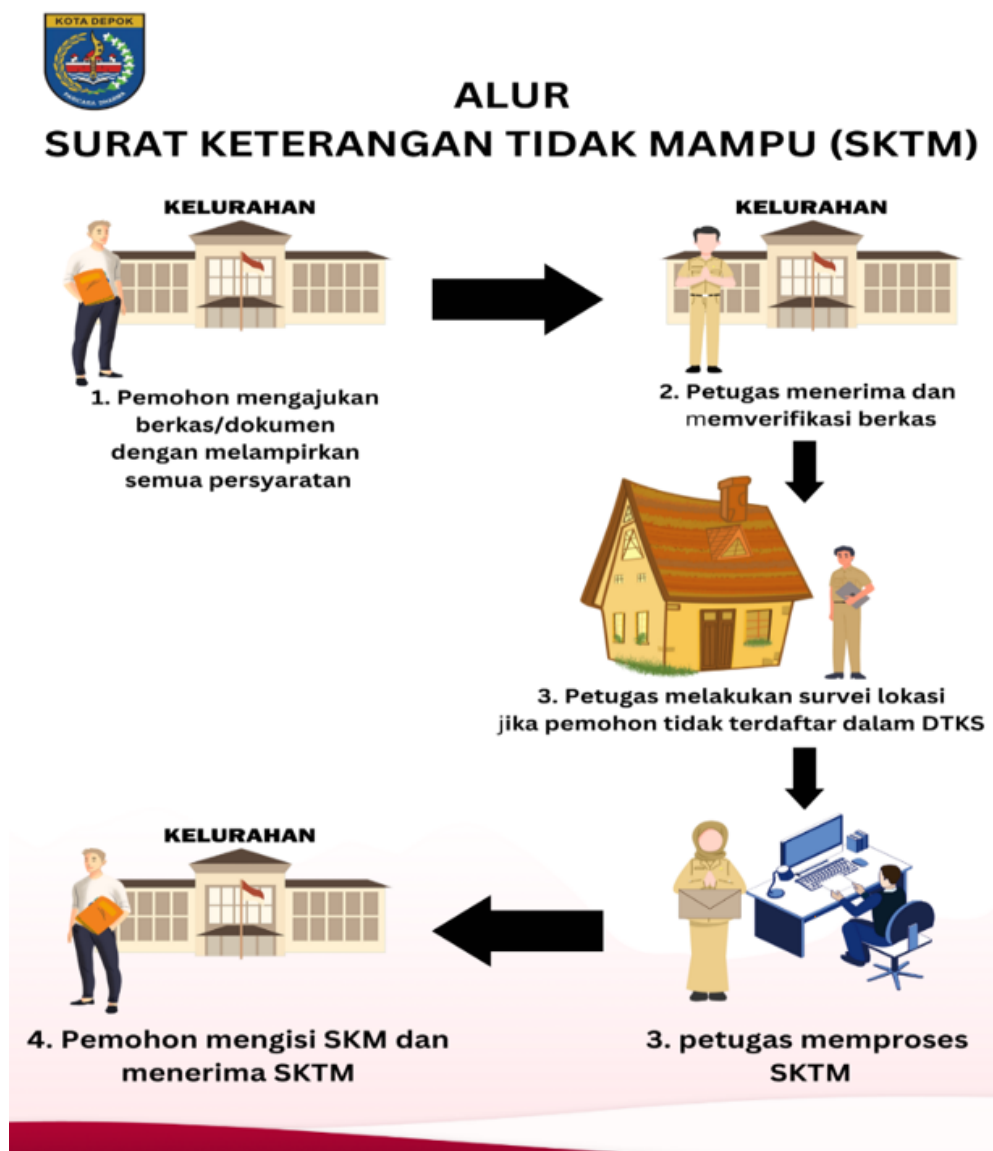 KOTA DEPOK
ALUR
SURAT KETERANGAN TIDAK MAMPU (SKTM)
KELURAHAN
1. Pemohon mengajukan
berkas/dokumen
dengan melampirkan
semua persyaratan
KELURAHAN
2. Petugas menerima dan
memverifikasi berkas
3. Petugas melakukan survei lokasi
jika pemohon tidak terdaftar dalam DTKS
3. petugas memproses
SKTM
KELURAHAN
4. Pemohon mengisi SKM dan
menerima SKTM